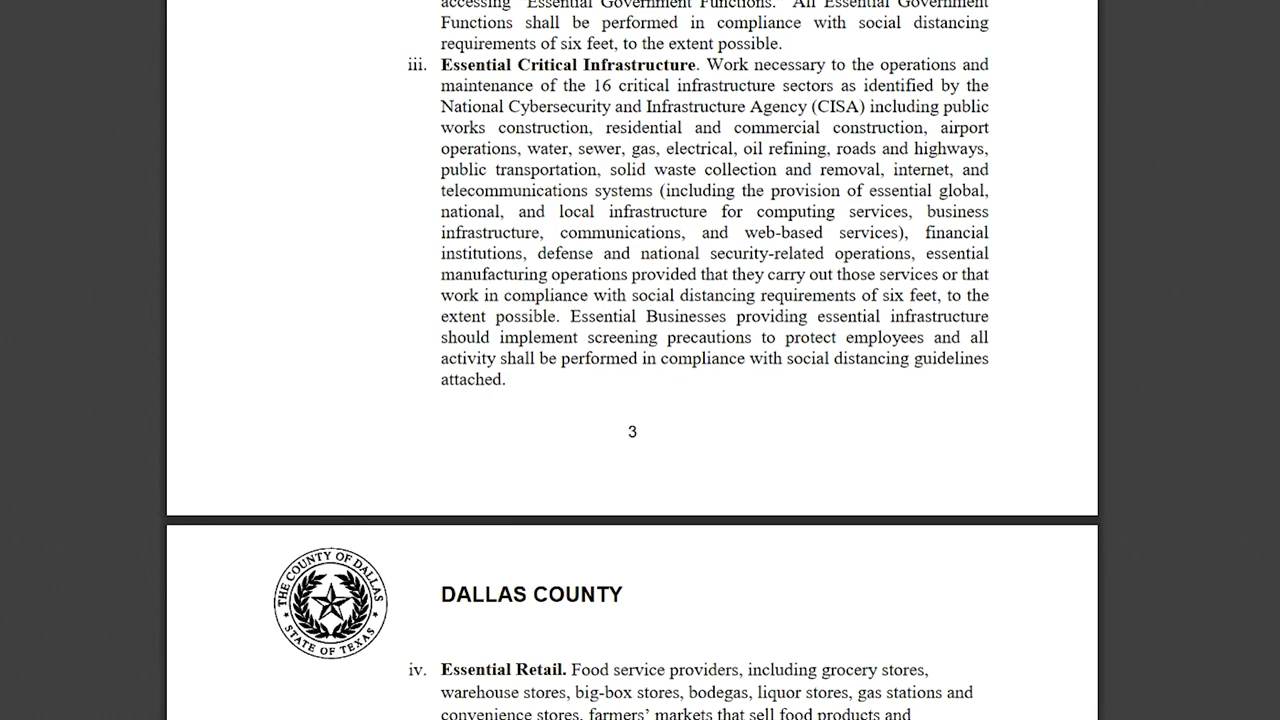 accessing "Essential Government Functions." All Essential Government
Functions shall be performed in compliance with social distancing
requirements of six feet, to the extent possible.
iii. Essential Critical Infrastructure. Work necessary to the operations and
maintenance of the 16 critical infrastructure sectors as identified by the
National Cybersecurity and Infrastructure Agency (CISA) including public
works construction, residential and commercial construction, airport
operations, water, sewer, gas, electrical, oil refining, roads and highways,
public transportation, solid waste collection and removal, internet, and
telecommunications systems (including the provision of essential global,
national, and local infrastructure for computing services, business
infrastructure, communications, and web-based services), financial
institutions, defense and national security-related operations, essential
manufacturing operations provided that they carry out those services or that
work in compliance with social distancing requirements of six feet, to the
extent possible. Essential Businesses providing essential infrastructure
should implement screening precautions to protect employees and all
activity shall be performed in compliance with social distancing guidelines
attached.
3
THE COUNTY OF DALLAS
STATE OF TEXAS
DALLAS COUNTY
iv. Essential Retail. Food service providers, including grocery stores,
warehouse stores, big-box stores, bodegas, liquor stores, gas stations and
convenience stores, farmers' markets that sell food products and